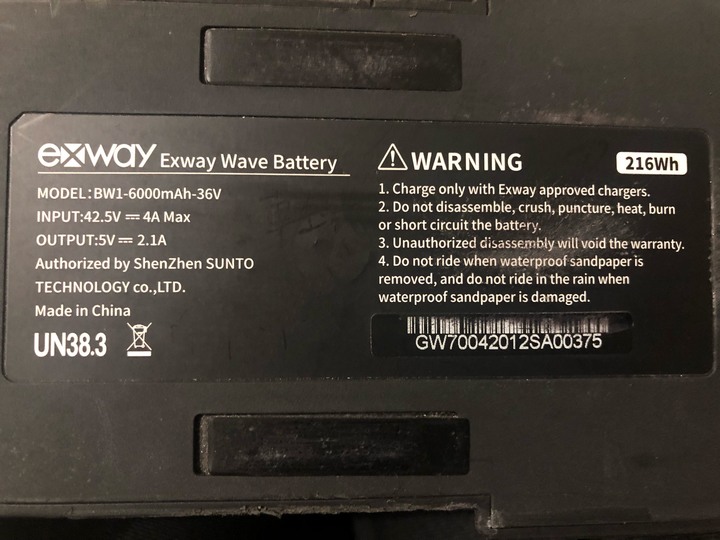 exway Exway Wave Battery
MODEL:BW1-6000mAh-36V
INPUT:42.5V⎓4A Max
OUTPUT:5V⎓2.1A
Authorized by ShenZhen SUNTO
TECHNOLOGY co.,LTD.
Made in China
UN38.3
WARNING
216Wh
1. Charge only with Exway approved chargers.
2. Do not disassemble, crush, puncture, heat, burn
or short circuit the battery.
3. Unauthorized disassembly will void the warranty.
4. Do not ride when waterproof sandpaper is
removed, and do not ride in the rain when
waterproof sandpaper is damaged.
GW70042012SA00375